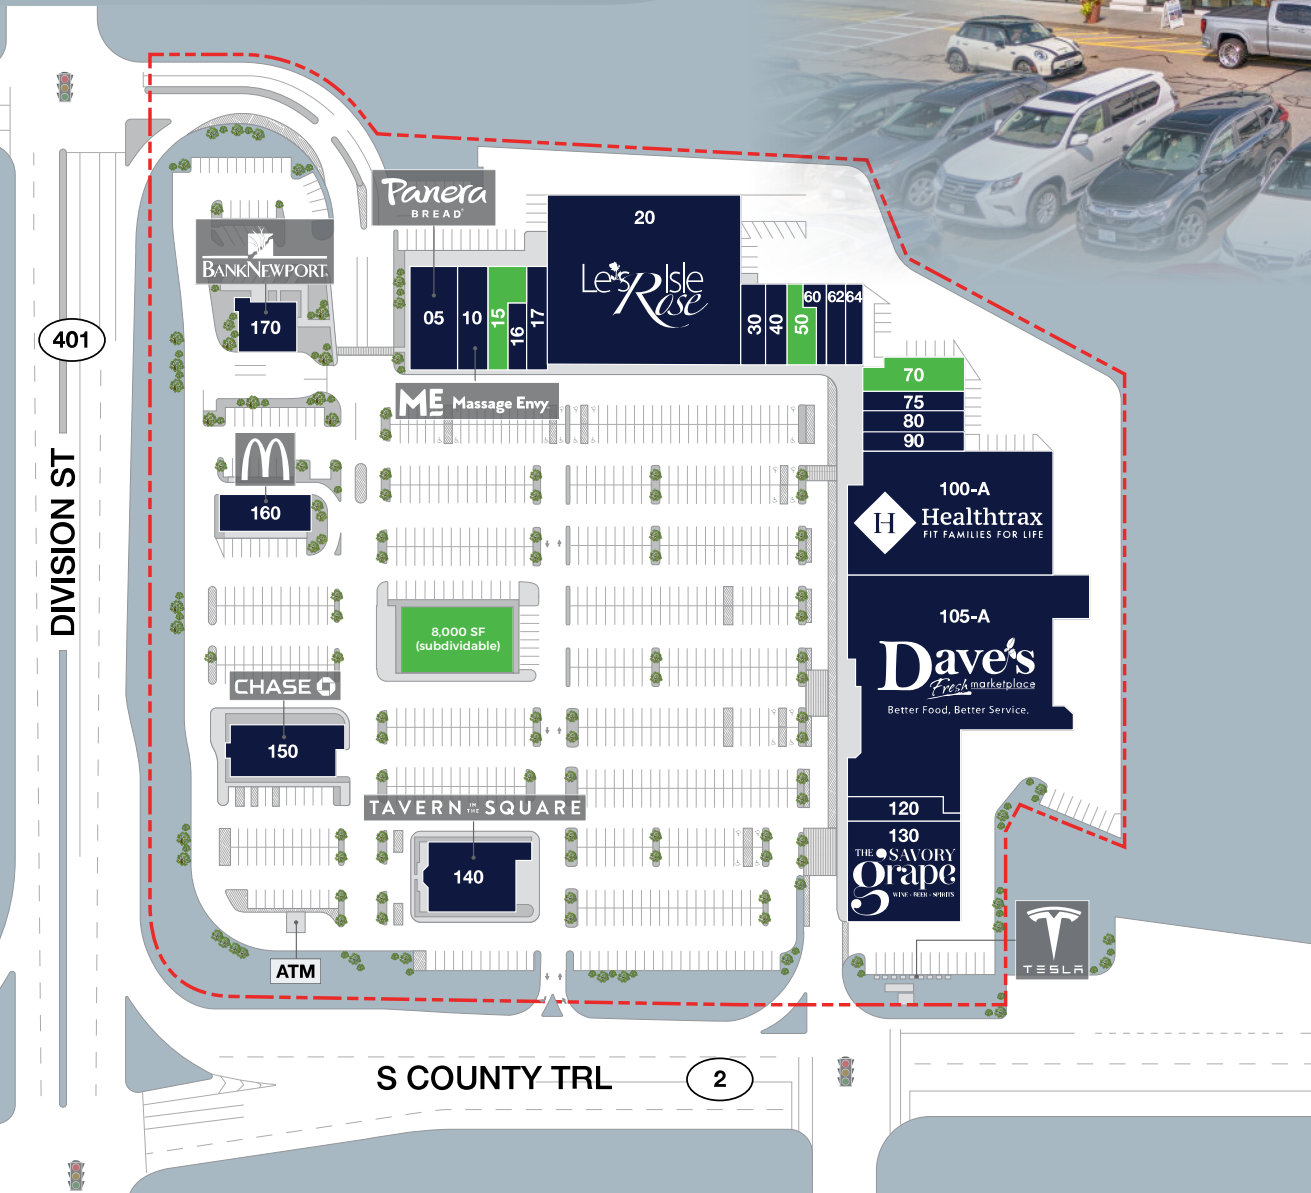 Panera
BREAD
20
BANKNEWPORT
Le's Isle
Rose
170
05
10
15
16
17
30
40
50
60
62
64
401
70
75
80
90
ME Massage Envy
160
100-A
H Healthtrax
FIT FAMILIES FOR LIFE
DIVISION ST
8,000 SF
(subdividable)
105-A
Dave's
Fresh marketplace
Better Food, Better Service.
CHASE
150
TAVERN IN THE SQUARE
120
130
THE SAVORY
grape
WINE · BEER · SPIRITS
140
ATM
TESLA
S COUNTY TRL
2